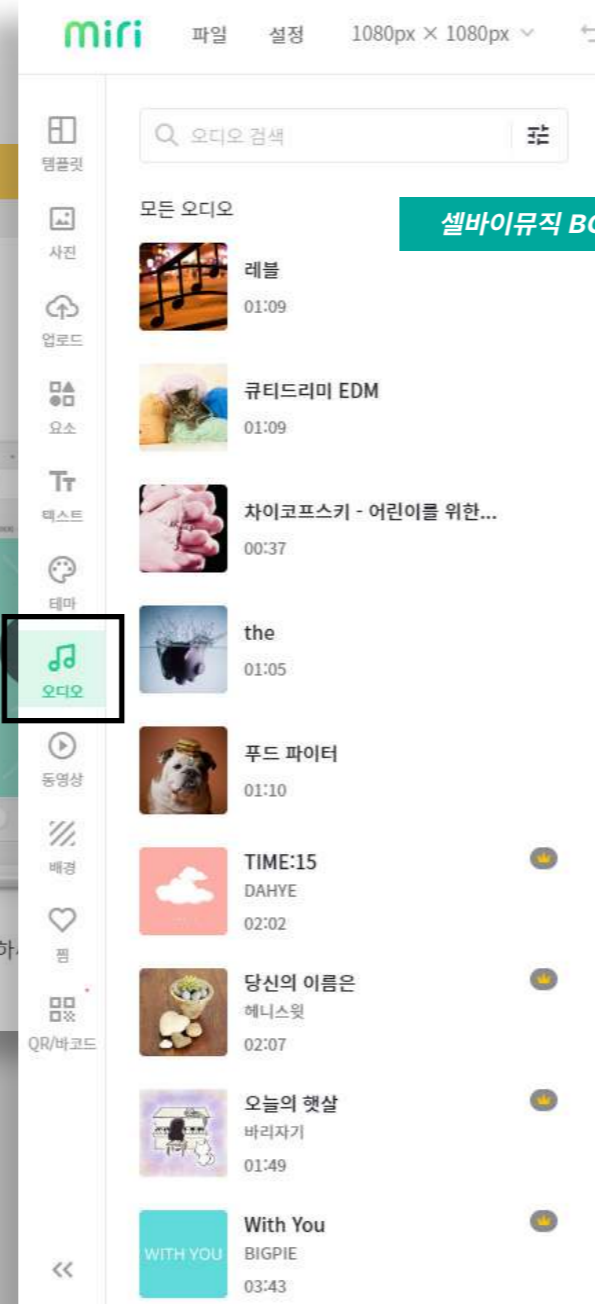 miri 파일 설정 1080px × 1080px
템플릿
사진
업로드
요소
텍스트
테마
오디오
동영상
배경
찜
QR/바코드
오디오 검색
모든 오디오
셀바이뮤직
레블
01:09
큐티드리미 EDM
01:09
차이코프스키 - 어린이를 위한...
00:37
the
01:05
푸드 파이터
01:10
TIME:15
DAHYE
02:02
당신의 이름은
헤니스윗
02:07
오늘의 햇살
바리자기
01:49
WITH YOU
With You
BIGPIE
03:43